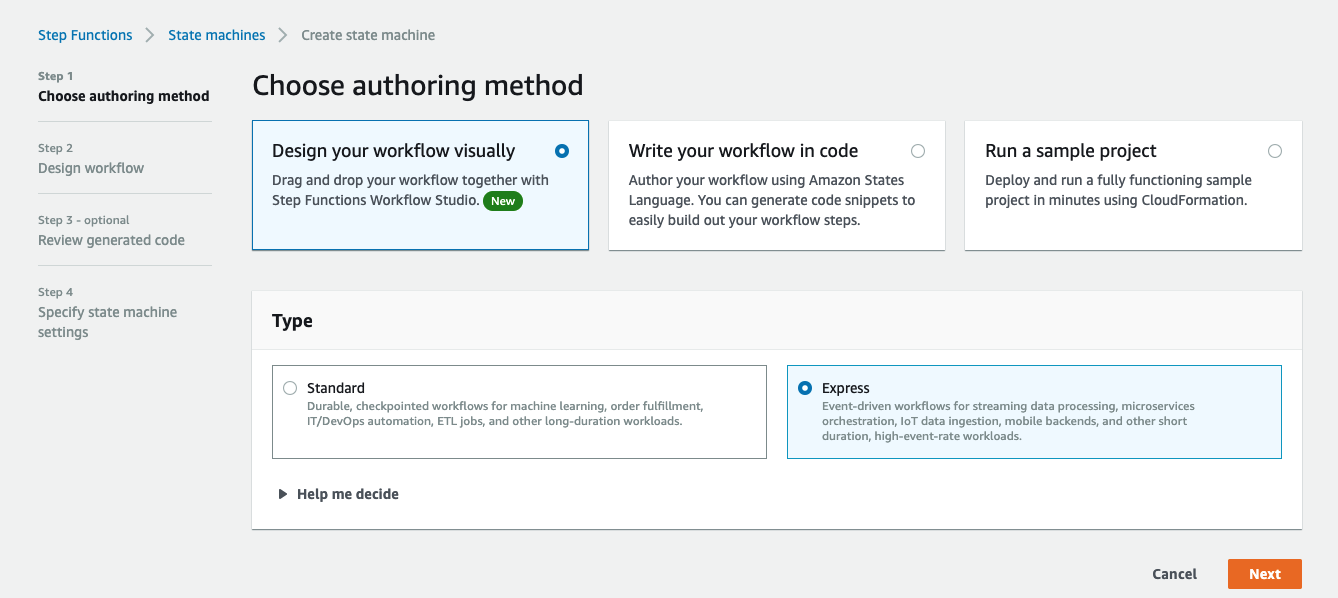 Step Functions > State machines > Create state machine
Step 1
Choose authoring method
Step 2
Design workflow
Step 3 - optional
Review generated code
Step 4
Specify state machine
settings
Choose authoring method
Design your workflow visually
Drag and drop your workflow together with
Step Functions Workflow Studio. New
Write your workflow in code
Author your workflow using Amazon States
Language. You can generate code snippets to
easily build out your workflow steps.
Run a sample project
Deploy and run a fully functioning sample
project in minutes using CloudFormation.
Type
Standard
Durable, checkpointed workflows for machine learning, order fulfillment,
IT/DevOps automation, ETL jobs, and other long-duration workloads.
Express
Event-driven workflows for streaming data processing, microservices
orchestration, IoT data ingestion, mobile backends, and other short
duration, high-event-rate workloads.
Help me decide
Cancel
Next